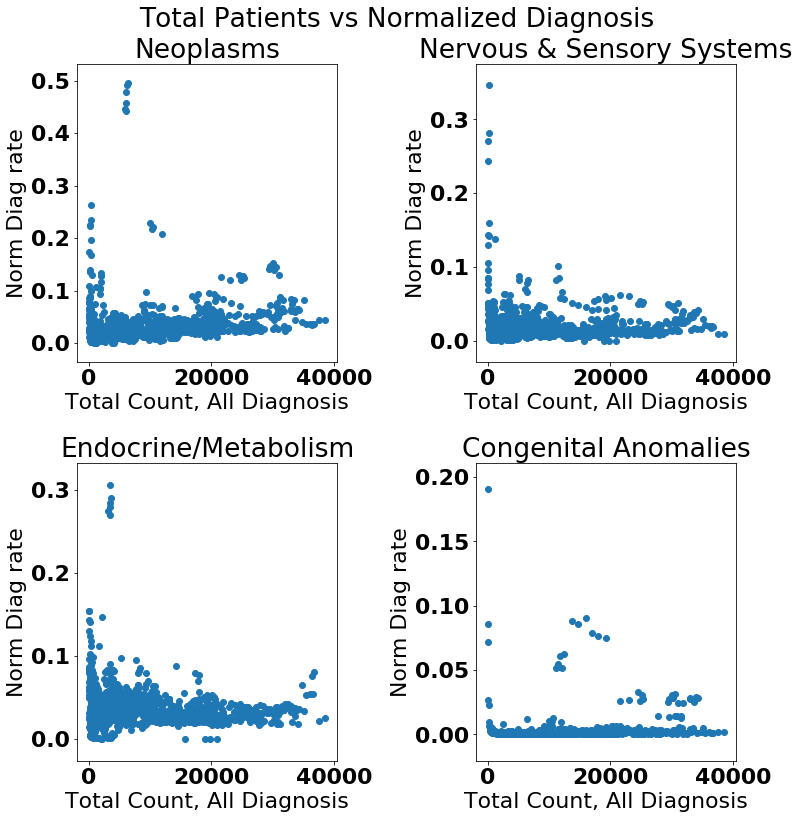 Total Patients vs Normalized Diagnosis
Neoplasms
0.5
0.4
0.3
0.2
0.1
0.0
Norm Diag rate
0 20000 40000
Total Count, All Diagnosis
Nervous & Sensory Systems
0.3
0.2
0.1
0.0
Norm Diag rate
0 20000 40000
Total Count, All Diagnosis
Endocrine/Metabolism
0.3
0.2
0.1
0.0
Norm Diag rate
0 20000 40000
Total Count, All Diagnosis
Congenital Anomalies
0.20
0.15
0.10
0.05
0.00
Norm Diag rate
0 20000 40000
Total Count, All Diagnosis